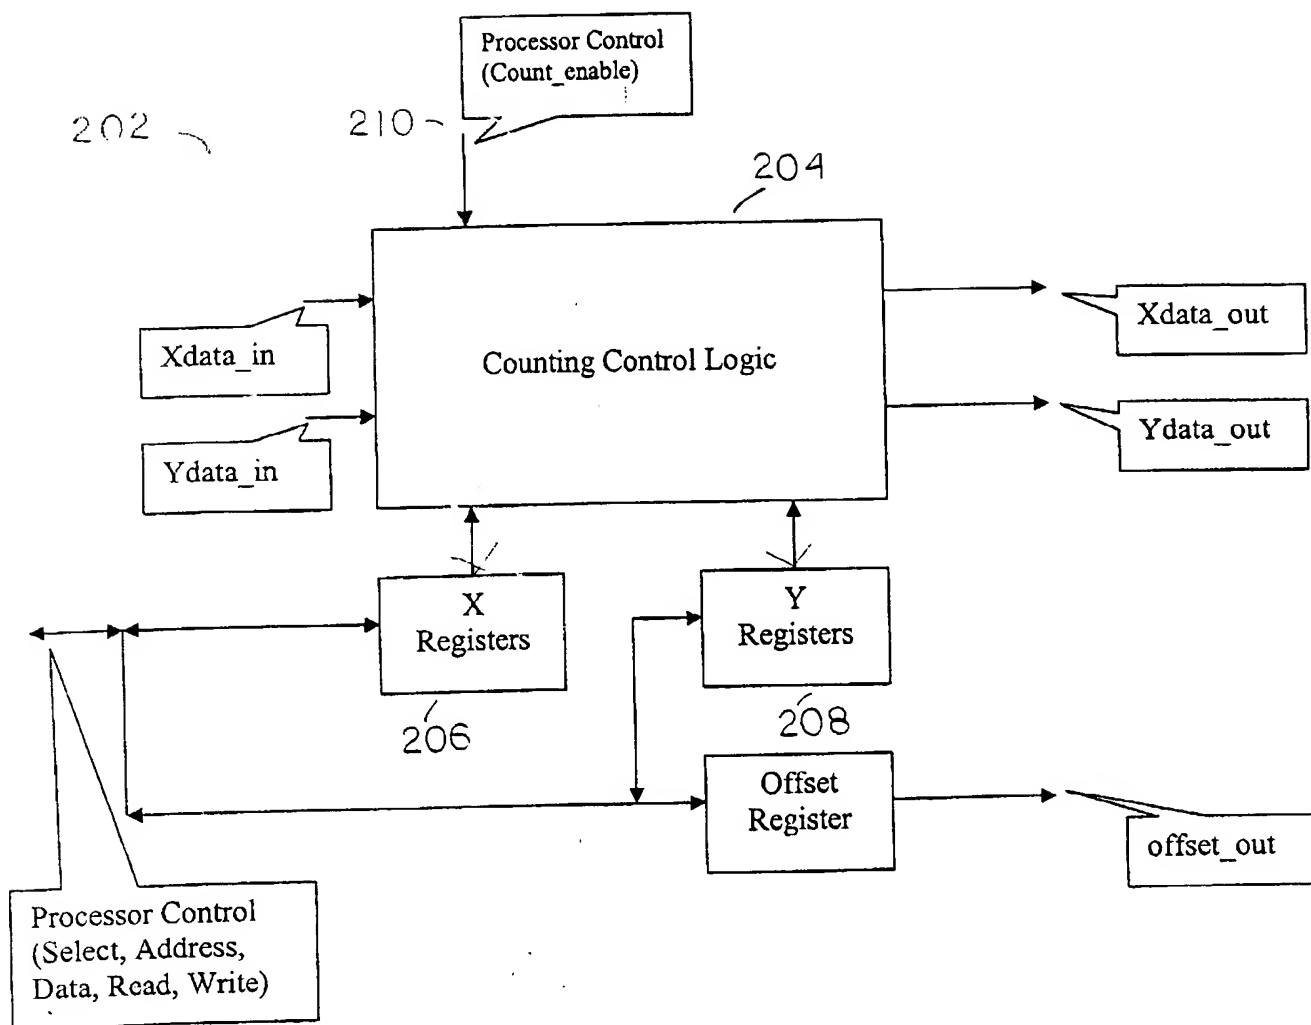 Processor Control
(Count_enable)
202
210
204
Xdata_in
Ydata_in
Counting Control Logic
Xdata_out
Ydata_out
X
Registers
206
Y
Registers
208
Offset
Register
offset_out
Processor Control
(Select, Address,
Data, Read, Write)